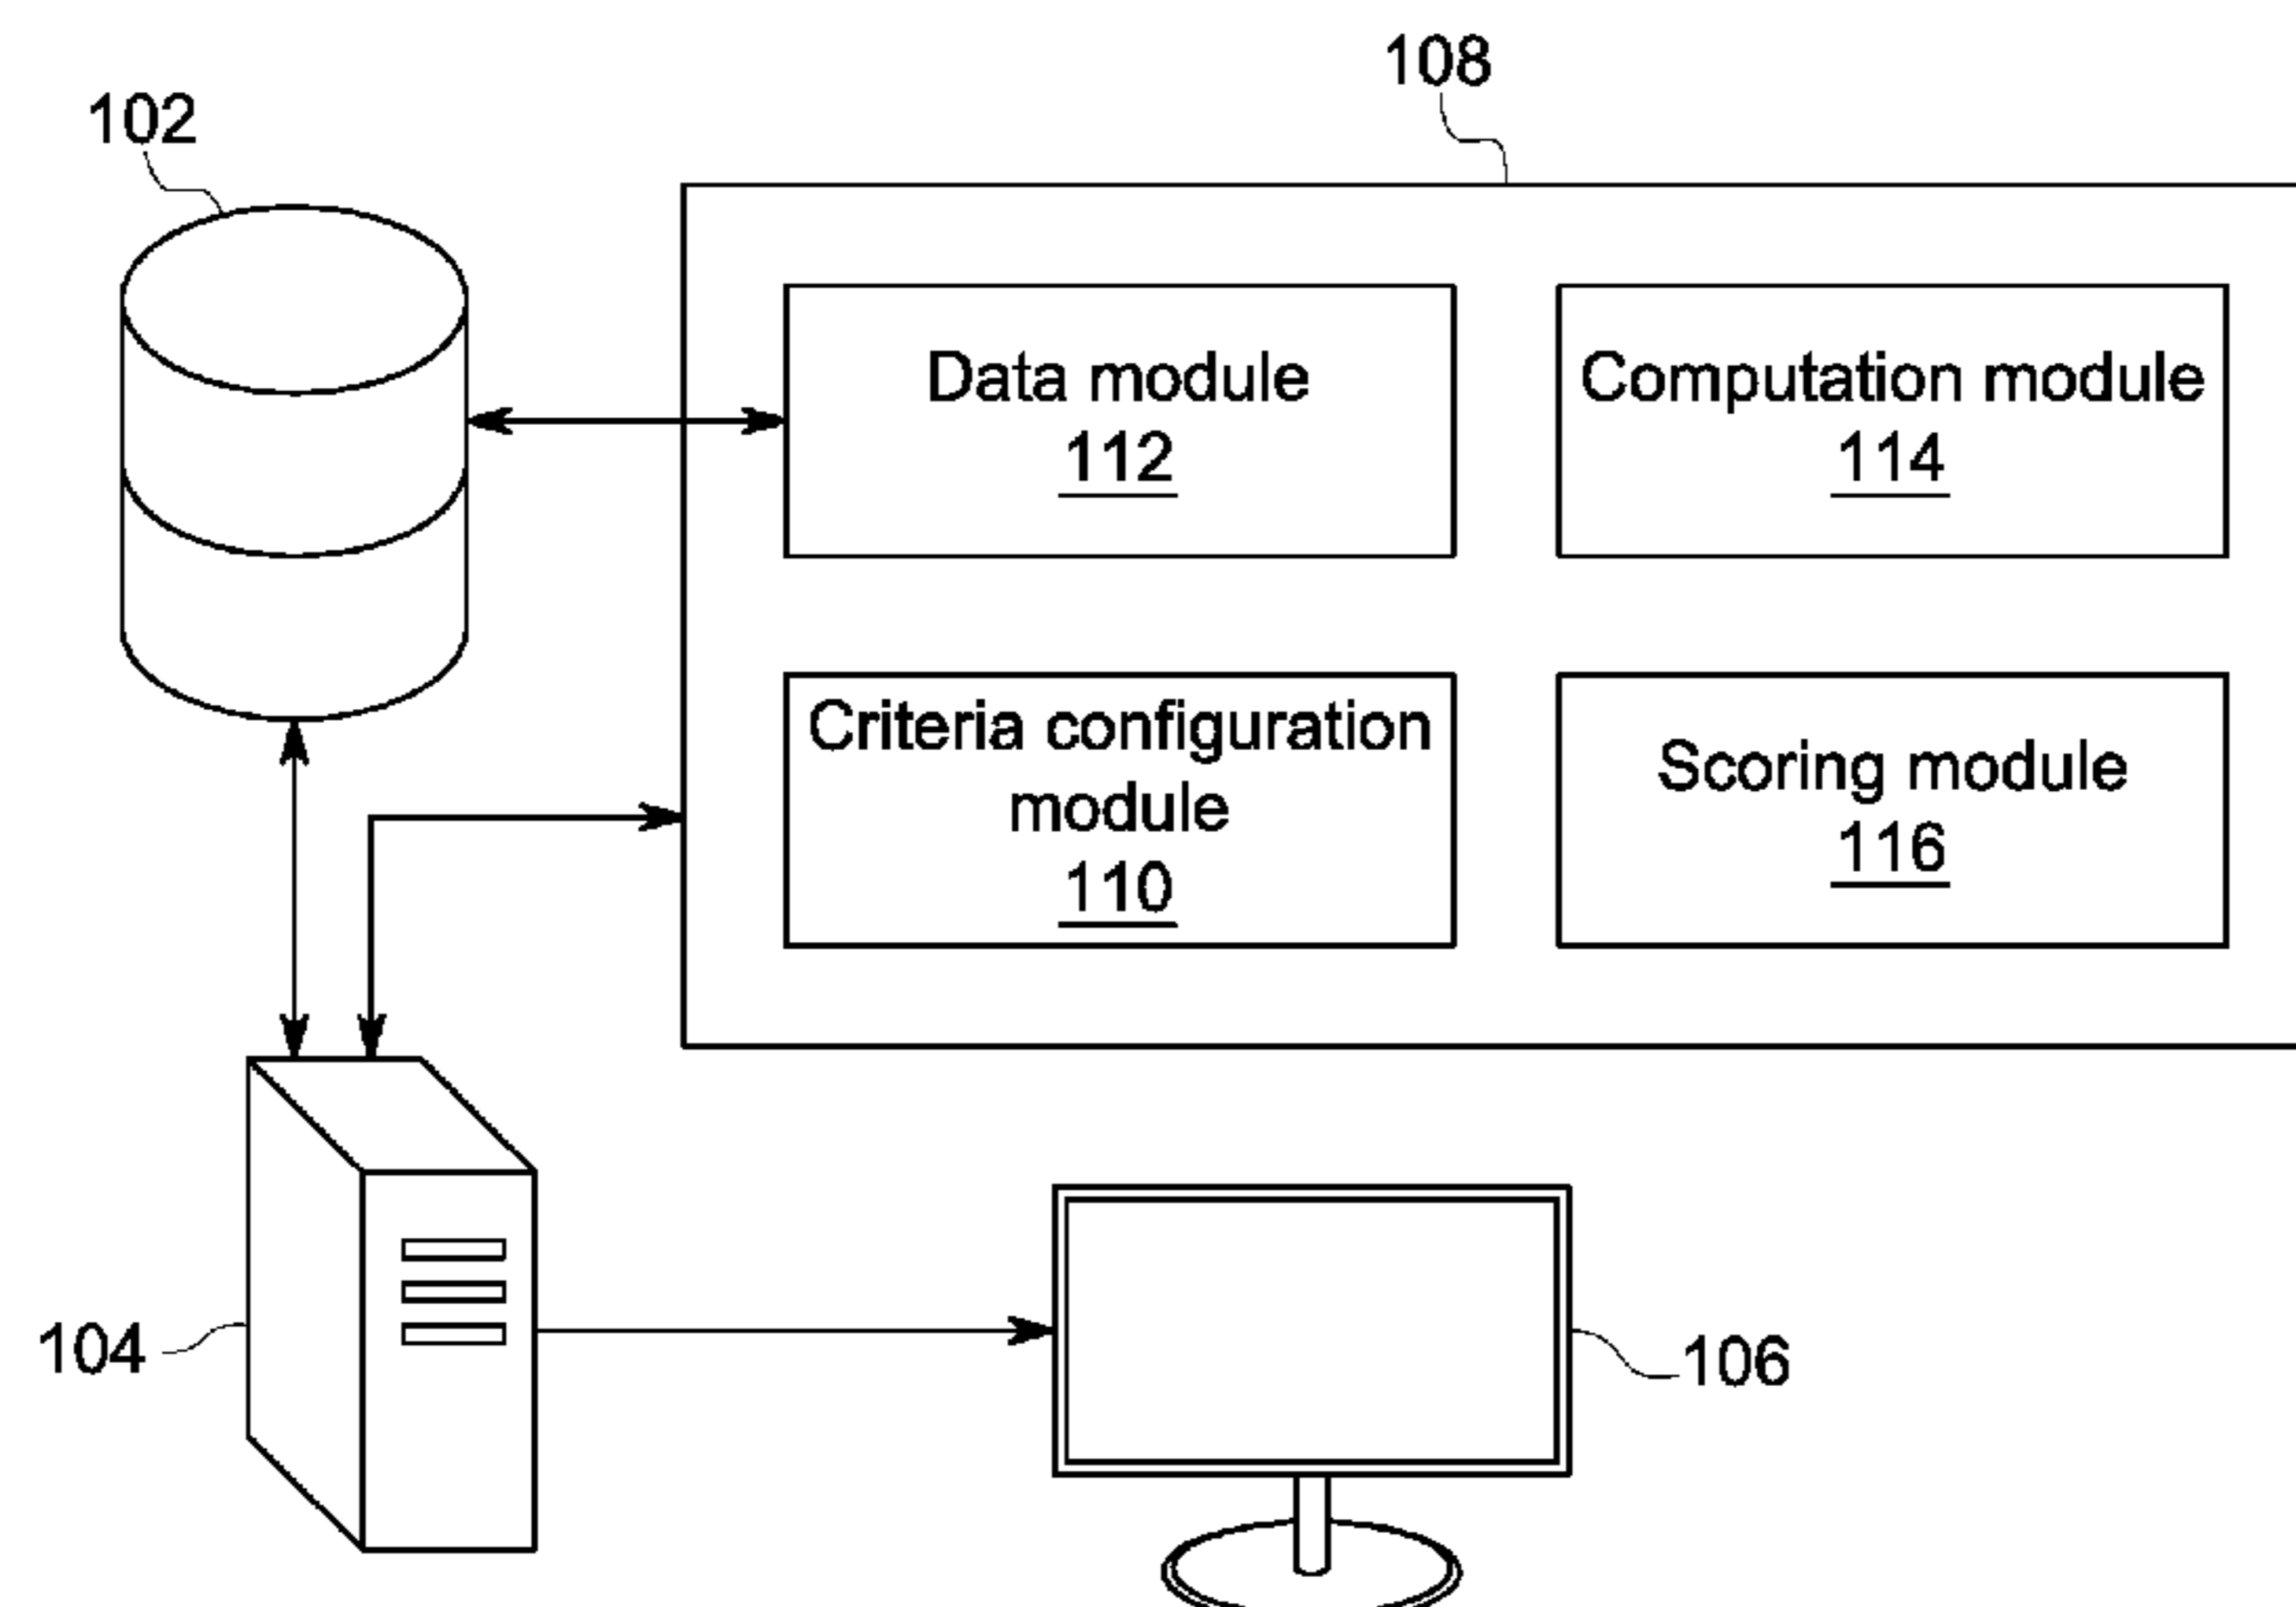 108
102
Data module
112
Computation module
114
Criteria configuration
module
110
Scoring module
116
104
106